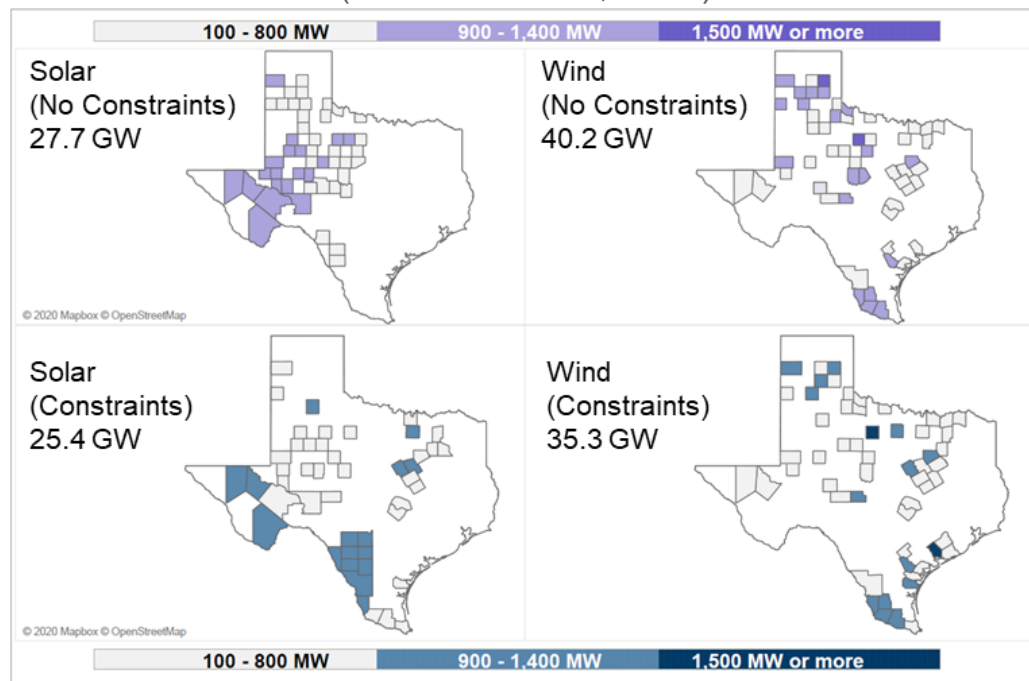 100 - 800 MW 900 - 1,400 MW 1,500 MW or more
Solar
(No Constraints)
27.7 GW
Wind
(No Constraints)
40.2 GW
© 2020 Mapbox © OpenStreetMap
Solar
(Constraints)
25.4 GW
Wind
(Constraints)
35.3 GW
© 2020 Mapbox © OpenStreetMap
100 - 800 MW 900 - 1,400 MW 1,500 MW or more